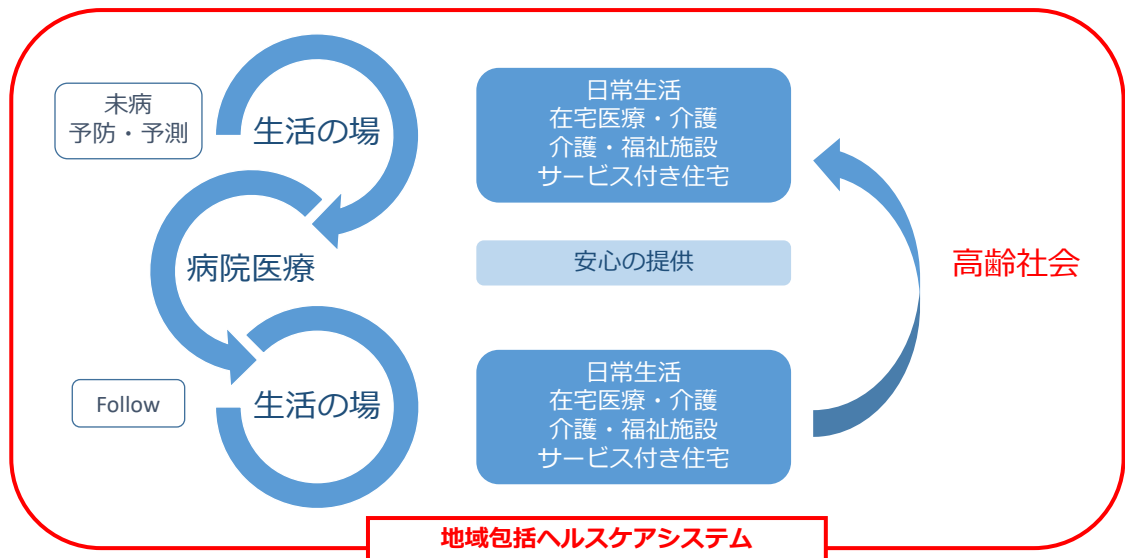 未病
予防・予測
生活の場
病院医療
Follow
生活の場
日常生活
在宅医療・介護
介護・福祉施設
サービス付き住宅
安心の提供
日常生活
在宅医療・介護
介護・福祉施設
サービス付き住宅
高齢社会
地域包括ヘルスケアシステム